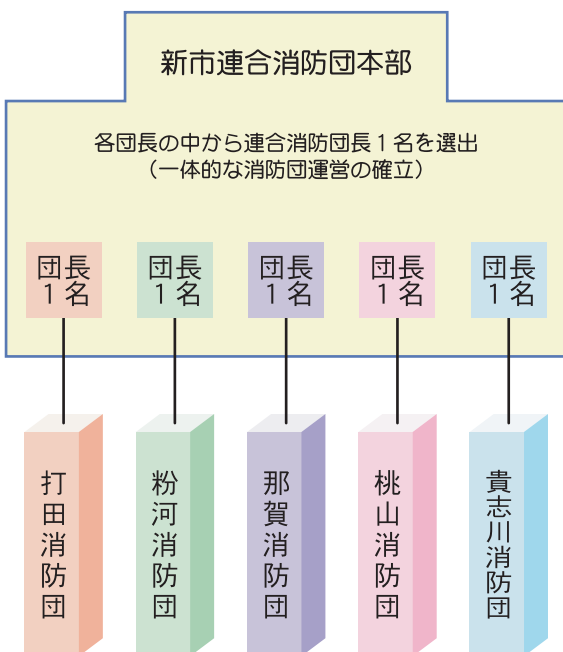 新市連合消防団本部
各団長の中から連合消防団長１名を選出
（一体的な消防団運営の確立）
団長
１名
団長
１名
団長
１名
団長
１名
団長
１名
打田消防団
粉河消防団
那賀消防団
桃山消防団
貴志川消防団